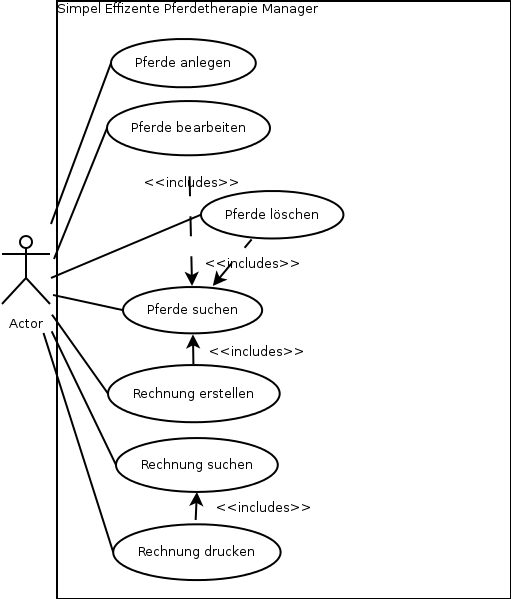 Simpel Effizente Pferdetherapie Manager
Pferde anlegen
Pferde bearbeiten
<<includes>>
Pferde löschen
<<includes>>
Pferde suchen
Actor
<<includes>>
Rechnung erstellen
Rechnung suchen
<<includes>>
Rechnung drucken